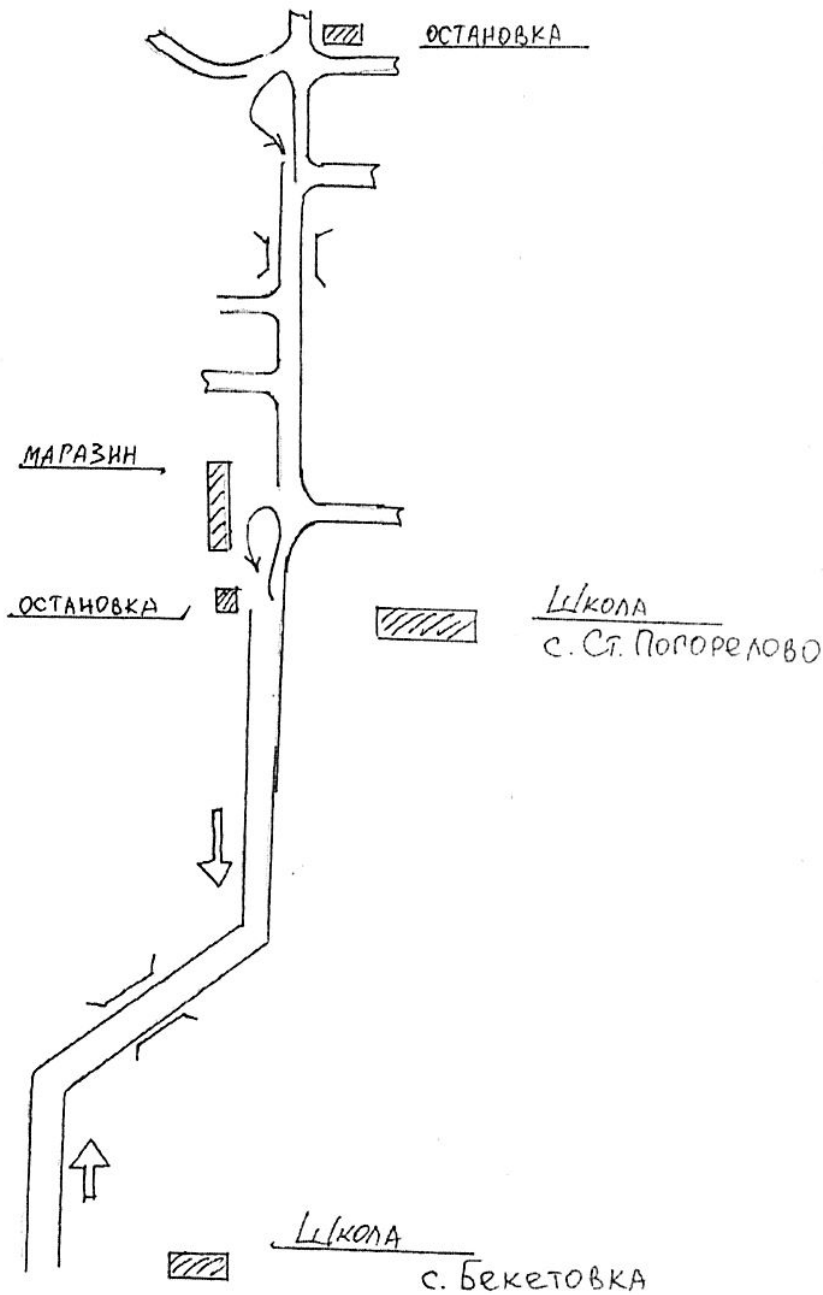 ОСТАНОВКА
МАГАЗИН
ОСТАНОВКА
ШКОЛА
с. Ст. Погорелово
ШКОЛА
с. Бекетовка